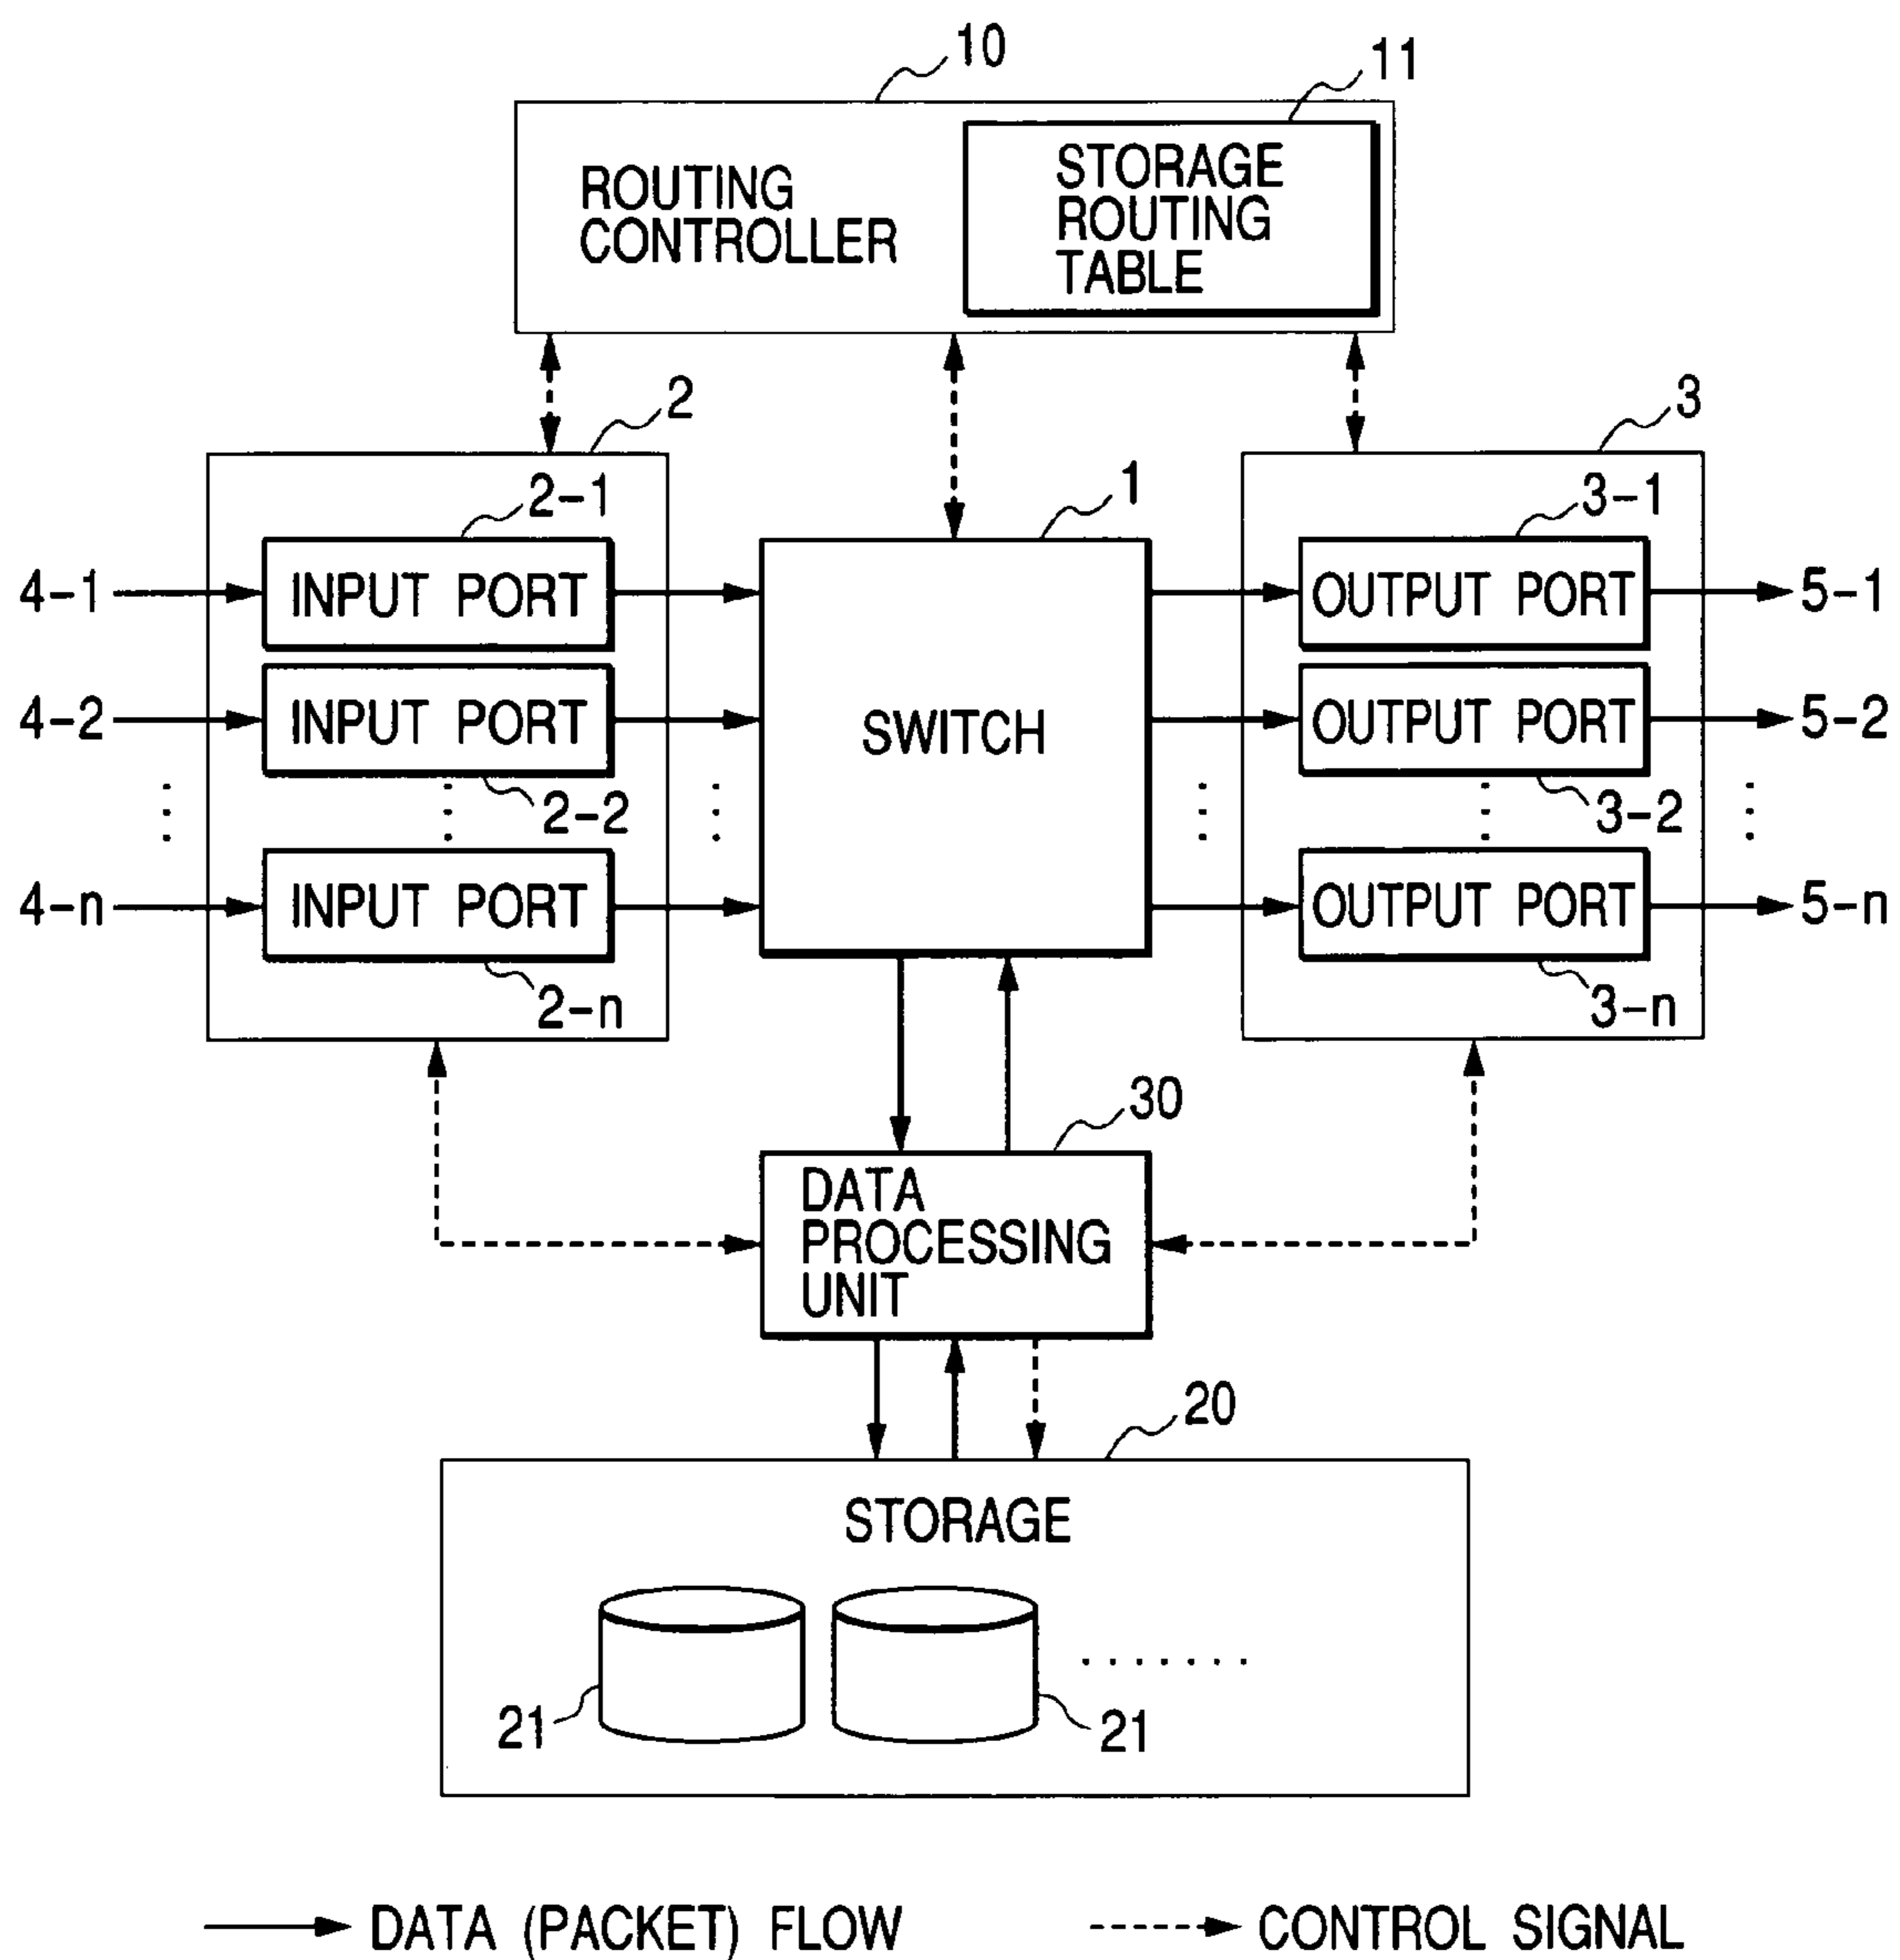 10
11
ROUTING
CONTROLLER
STORAGE
ROUTING
TABLE
2
3
2-1
1
3-1
4-1
INPUT PORT
OUTPUT PORT
5-1
4-2
INPUT PORT
SWITCH
OUTPUT PORT
5-2
2-2
3-2
4-n
INPUT PORT
OUTPUT PORT
5-n
2-n
3-n
30
DATA
PROCESSING
UNIT
20
STORAGE
21
21
DATA (PACKET) FLOW
CONTROL SIGNAL